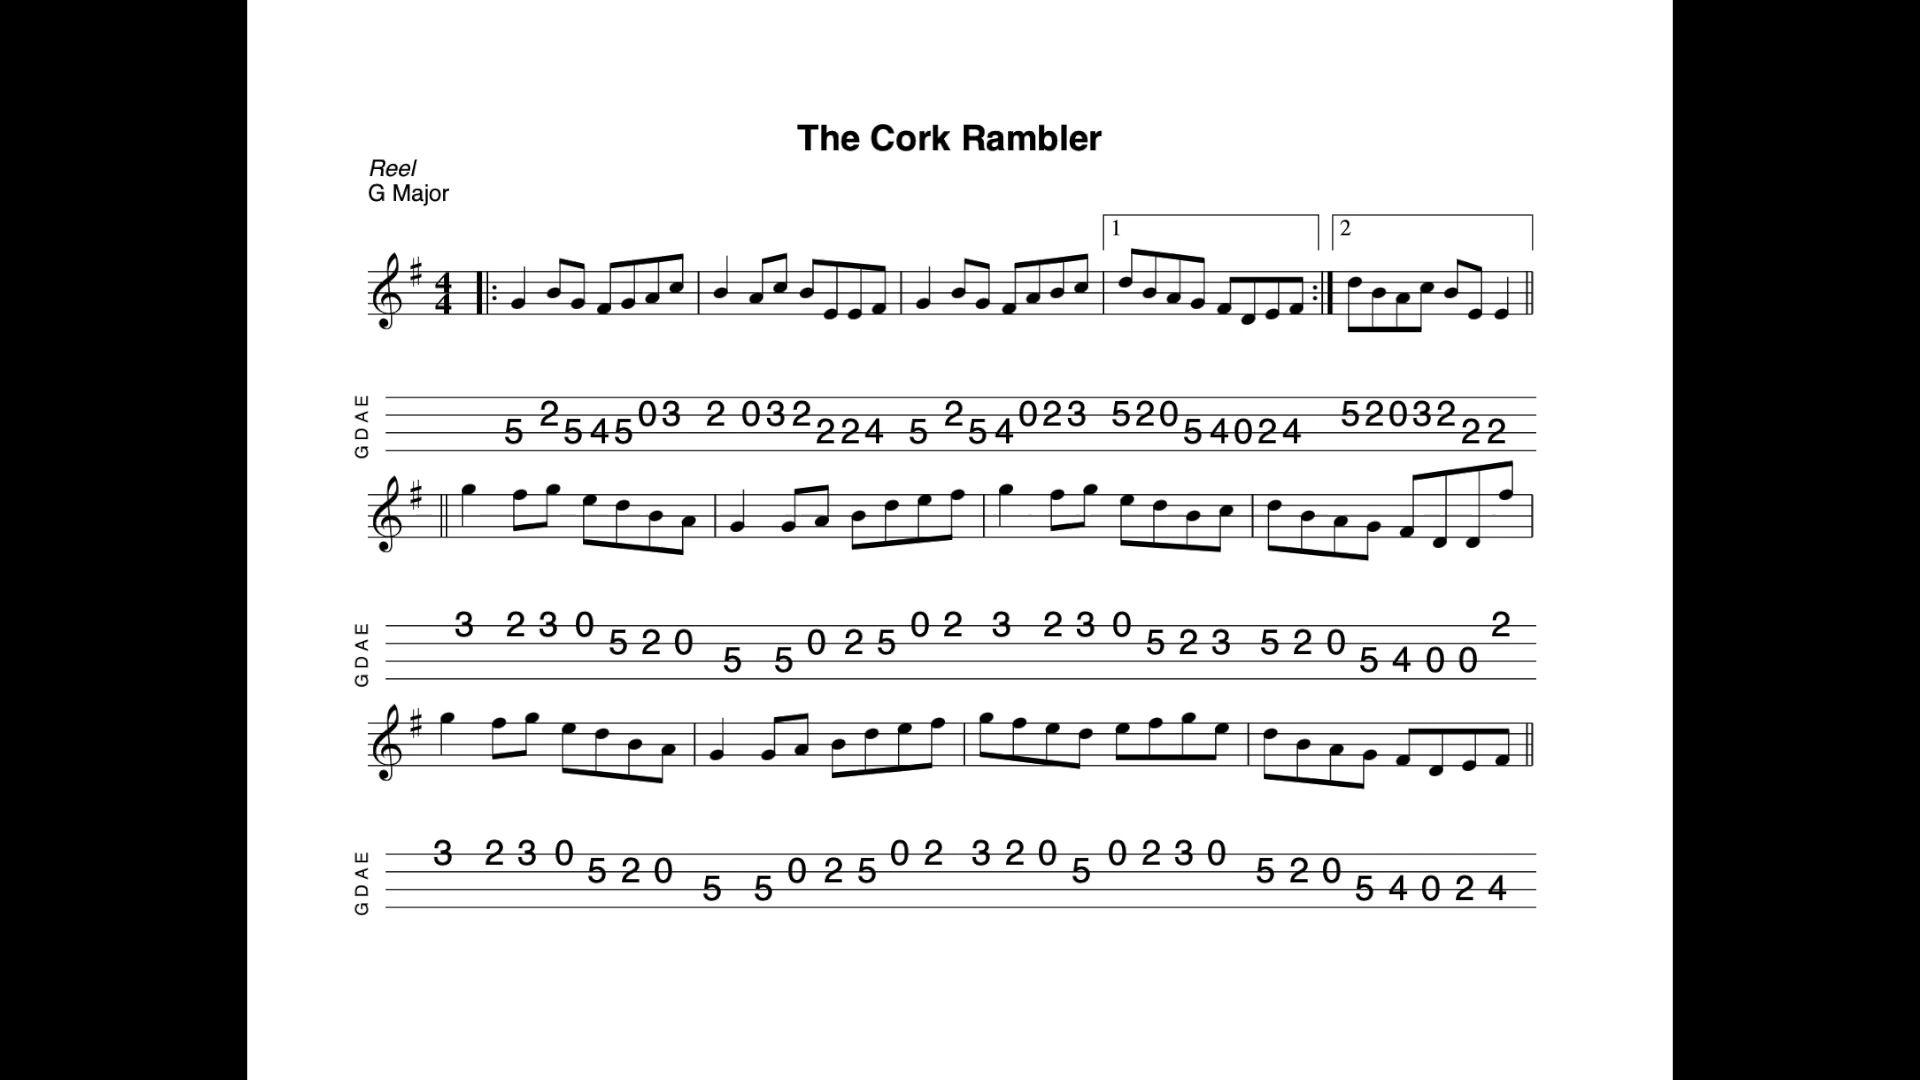 The Cork Rambler
Reel
G Major
1 2
4
4
G D A E
5 2 5 4 5 0 3 2 0 3 2 2 2 4 5 2 5 4 0 2 3 5 2 0 5 4 0 2 4 5 2 0 3 2 2 2
G D A E
3 2 3 0 5 2 0 5 5 0 2 5 0 2 3 2 3 0 5 2 3 5 2 0 5 4 0 0 2
G D A E
3 2 3 0 5 2 0 5 5 0 2 5 0 2 3 2 0 5 0 2 3 0 5 2 0 5 4 0 2 4